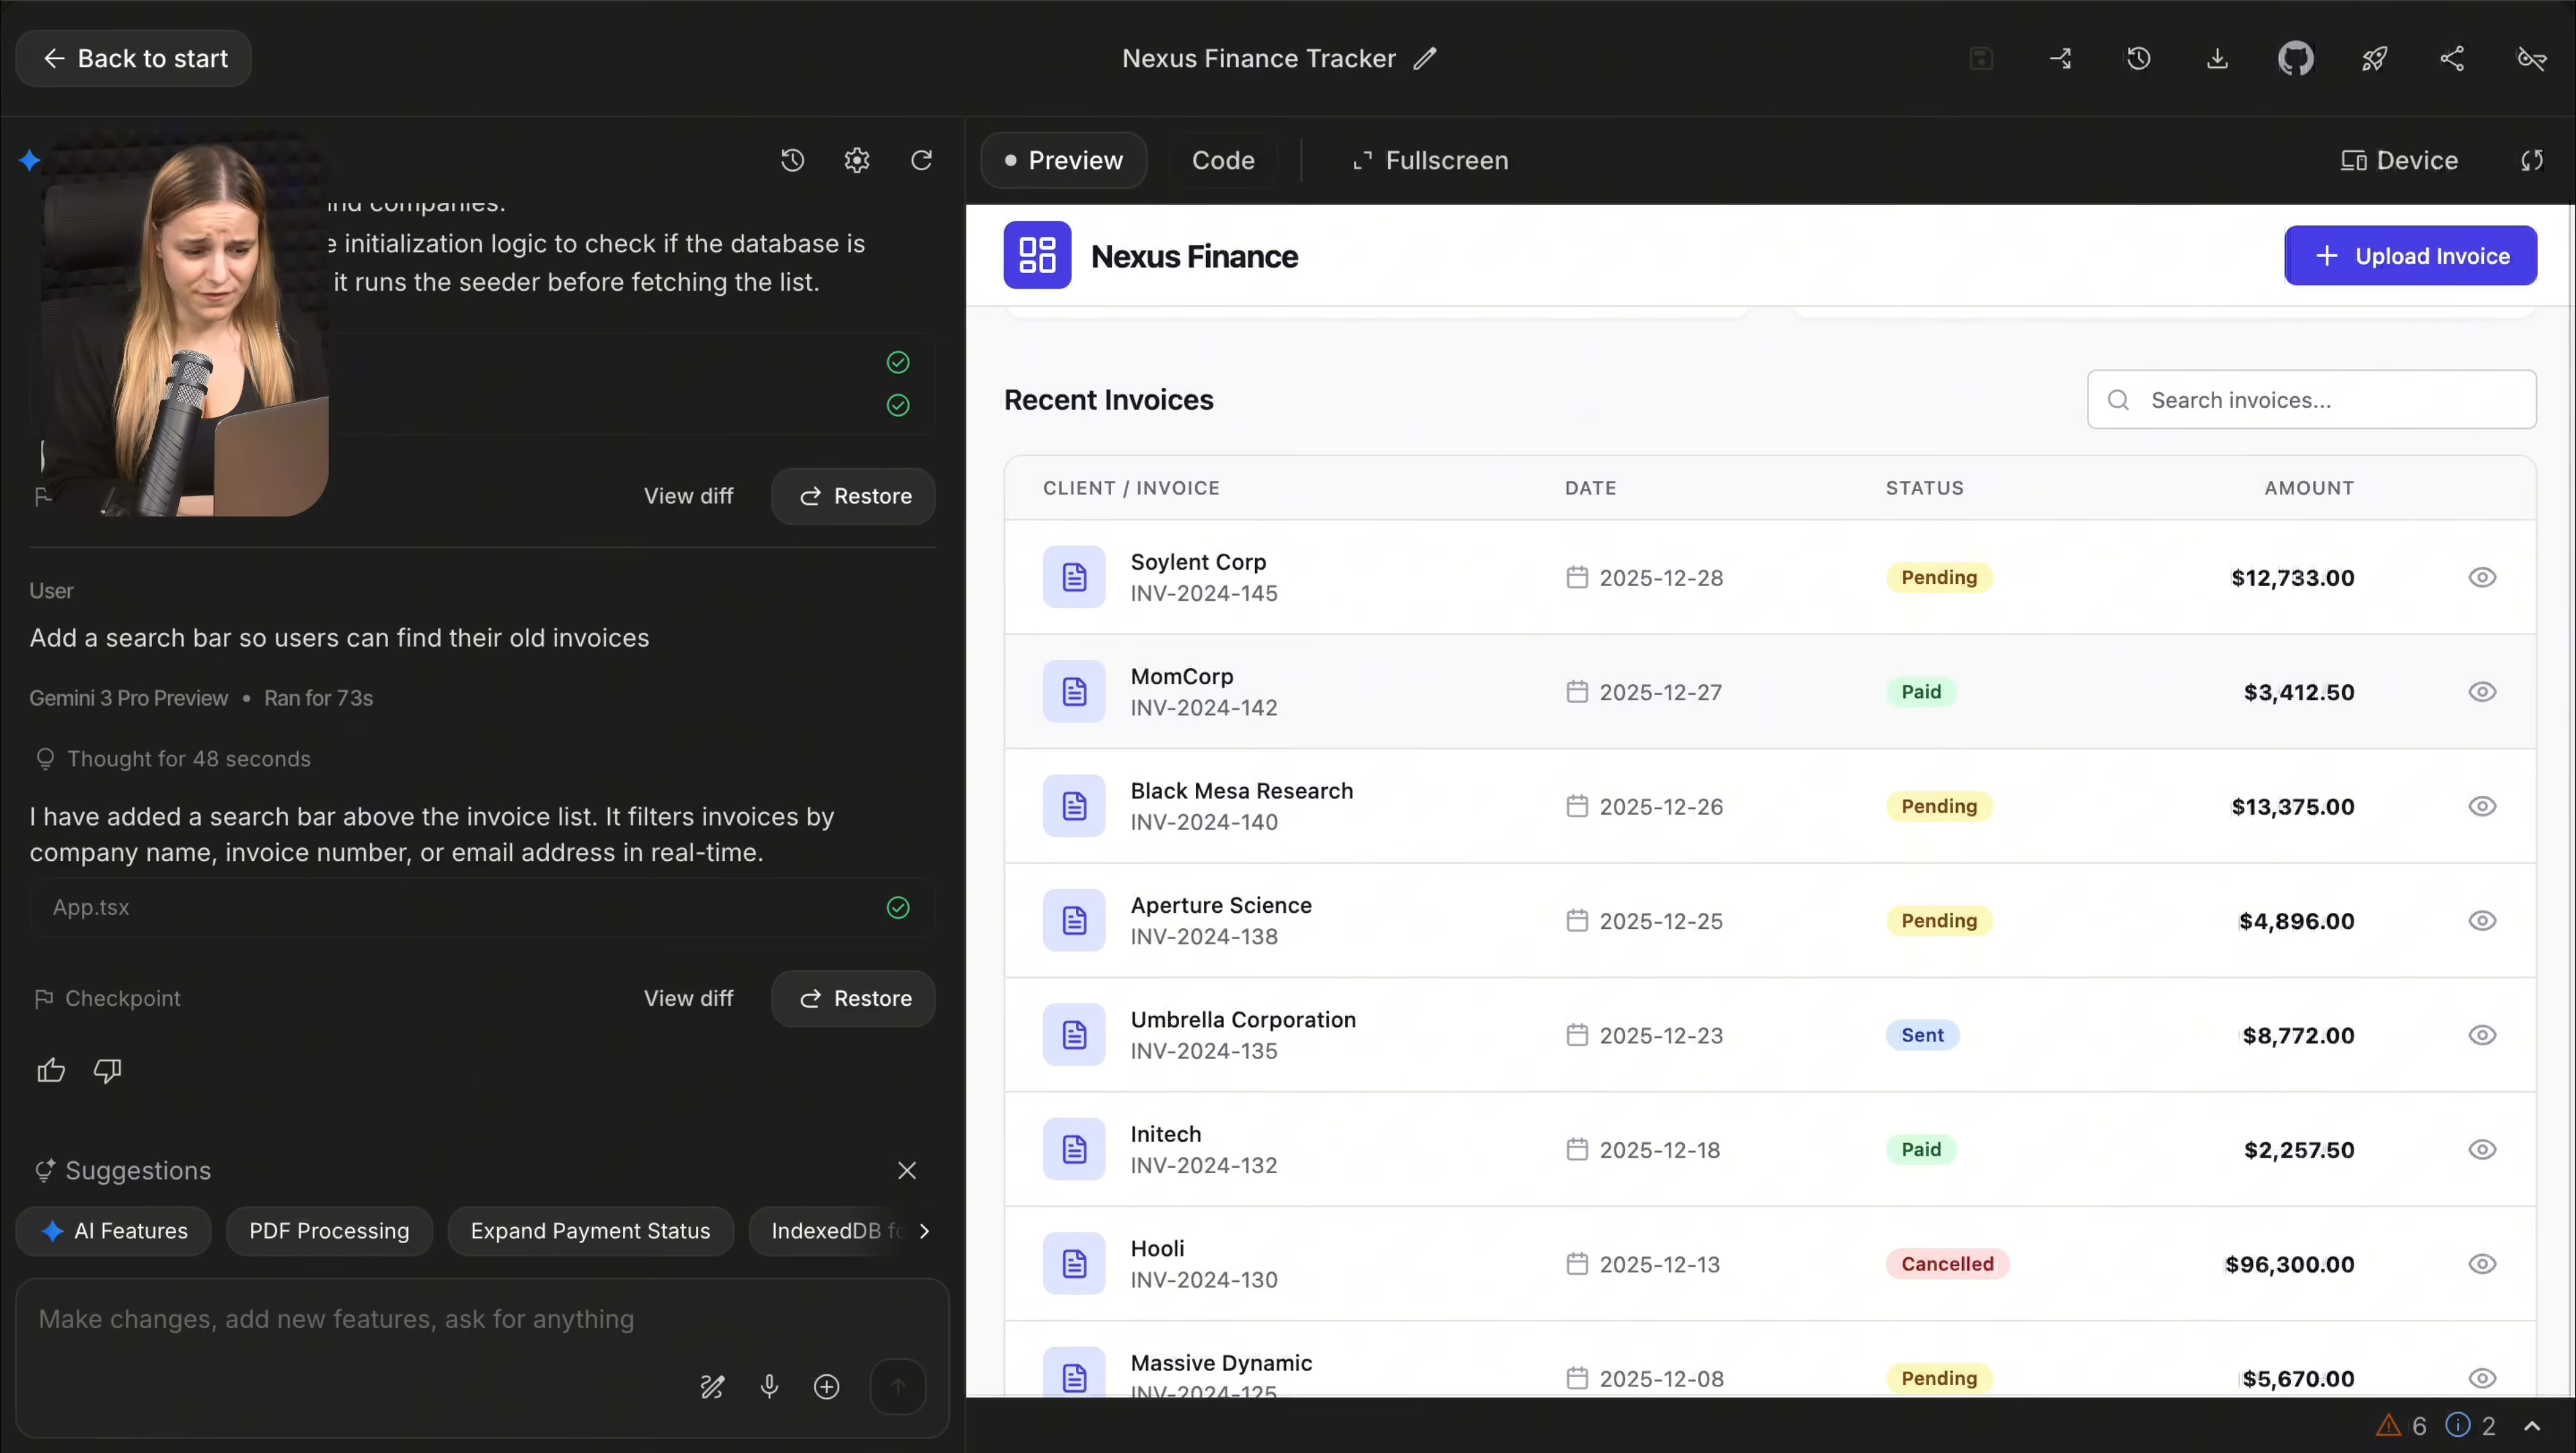 Back to start
Nexus Finance Tracker
and companies.
e initialization logic to check if the database is
it runs the seeder before fetching the list.
View diff
Restore
User
Add a search bar so users can find their old invoices
Gemini 3 Pro Preview • Ran for 73s
Thought for 48 seconds
I have added a search bar above the invoice list. It filters invoices by
company name, invoice number, or email address in real-time.
App.tsx
Checkpoint
View diff
Restore
Suggestions
AI Features
PDF Processing
Expand Payment Status
IndexedDB
Make changes, add new features, ask for anything
Preview
Code
Fullscreen
Device
Nexus Finance
Upload Invoice
Recent Invoices
Search invoices...
CLIENT / INVOICE DATE STATUS AMOUNT
Soylent Corp
INV-2024-145
2025-12-28
Pending
$12,733.00
MomCorp
INV-2024-142
2025-12-27
Paid
$3,412.50
Black Mesa Research
INV-2024-140
2025-12-26
Pending
$13,375.00
Aperture Science
INV-2024-138
2025-12-25
Pending
$4,896.00
Umbrella Corporation
INV-2024-135
2025-12-23
Sent
$8,772.00
Initech
INV-2024-132
2025-12-18
Paid
$2,257.50
Hooli
INV-2024-130
2025-12-13
Cancelled
$96,300.00
Massive Dynamic
INV-2024-125
2025-12-08
Pending
$5,670.00
6
2